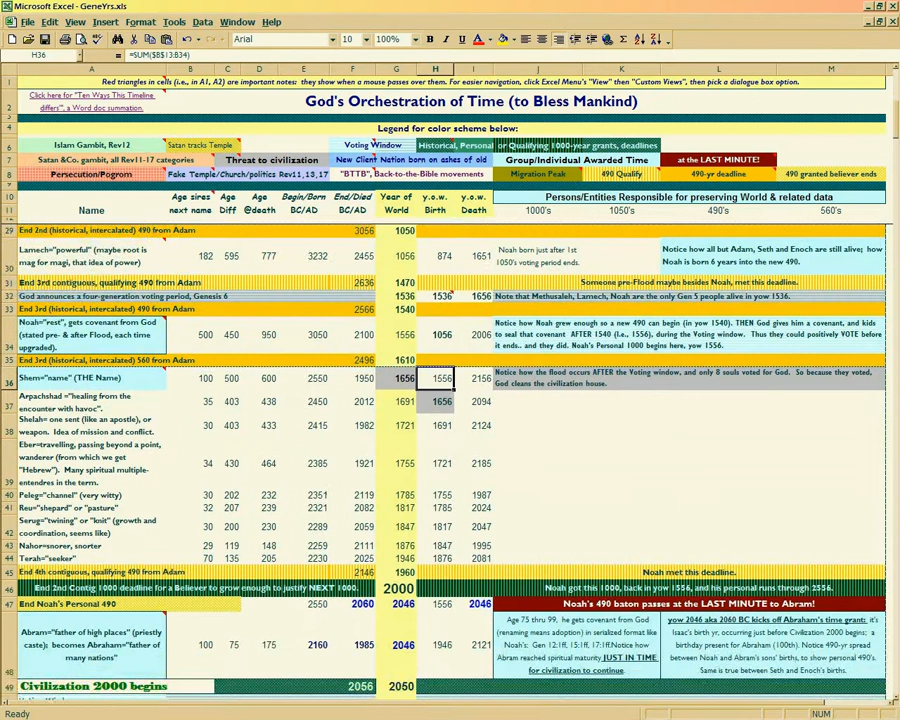 Microsoft Excel - GeneYrs.xls
File Edit View Insert Format Tools Data Window Help
Arial 10 100% B I U
H36 = =SUM($B$13:B34)
A B C D E F G H I J K L M
1 Red triangles in cells (i.e., in A1, A2) are important notes: they show when a mouse passes over them. For easier navigation, click Excel Menu's "View" then "Custom Views", then pick a dialogue box option.
Click here for "Ten Ways This Timeline
2 differs", a Word doc summation. God's Orchestration of Time (to Bless Mankind)
4 Legend for color scheme below:
6 Islam Gambit, Rev12 Satan tracks Temple Voting Window Historical, Personal or Granting Qualifying 1000-year grants, deadlines
7 Satan &Co. gambit, all Rev11-17 categories Threat to civilization New Client Nation born on ashes of old Group/Individual Awarded Time at the LAST MINUTE!
8 Persecution/Pogrom Fake Temple/Church/politics Rev11,13,17 "BTTB", Back-to-the-Bible movements Migration Peak 490 Qualify 490-yr deadline 490 granted believer ends
10 Age sires Age Age Begin/Born End/Died Year of y.o.w. y.o.w. Persons/Entities Responsible for preserving World & related data
11 Name next name Diff @death BC/AD BC/AD World Birth Death 1000's 1050's 490's 560's
29 End 2nd (historical, intercalated) 490 from Adam 3056 1050
30 Lamech="powerful" (maybe root is
mag for magi, that idea of power) 182 595 777 3232 2455 1056 874 1651 Noah born just after 1st
1050's voting period ends. Notice how all but Adam, Seth and Enoch are still alive; how
Noah is born 6 years into the new 490.
31 End 3rd contiguous, qualifying 490 from Adam 2636 1470 Someone pre-Flood maybe besides Noah, met this deadline.
32 God announces a four-generation voting period, Genesis 6 1536 1536 1656 Note that Methusaleh, Lamech, Noah are the only Gen 5 people alive in yow 1536.
33 End 3rd (historical, intercalated) 490 from Adam 2566 1540
34 Noah="rest", gets covenant from God
(stated pre- & after Flood, each time
upgraded). 500 450 950 3050 2100 1556 1056 2006 Notice how Noah grew enough so a new 490 can begin (in yow 1540). THEN God gives him a covenant, and kids
to seal that covenant AFTER 1540 (I.e., 1556), during the Voting window. Thus they could positively VOTE before
it ends.. and they did. Noah's Personal 1000 begins here, yow 1556.
35 End 3rd (historical, intercalated) 560 from Adam 2496 1610
36 Shem="name" (THE Name) 100 500 600 2550 1950 1656 1556 2156 Notice how the flood occurs AFTER the Voting window, and only 8 souls voted for God. So because they voted,
God cleans the civilization house.
37 Arpachshad ="healing from the
encounter with havoc". 35 403 438 2450 2012 1691 1656 2094
38 Shelah= one sent (like an apostle), or
weapon. Idea of mission and conflict. 30 403 433 2415 1982 1721 1691 2124
39 Eber=travelling, passing beyond a point,
wanderer (from which we get
"Hebrew"). Many spiritual multiple-
entendres in the term. 34 430 464 2385 1921 1755 1721 2185
40 Peleg="channel" (very witty) 30 202 232 2351 2119 1785 1755 1987
41 Reu="shepard" or "pasture" 32 207 239 2321 2082 1817 1785 2024
42 Serug="twining" or "knit" (growth and
coordination, seems like) 30 200 230 2289 2059 1847 1817 2047
43 Nahor=snorer, snorter 29 119 148 2259 2111 1876 1847 1995
44 Terah="seeker" 70 135 205 2230 2025 1946 1876 2081
45 End 4th contiguous, qualifying 490 from Adam 2146 1960 Noah met this deadline.
46 End 2nd Contig 1000 deadline for a Believer to grow enough to justify NEXT 1000. 2000 Noah got this 1000, back in yow 1556, and his personal runs through 2556.
47 End Noah's Personal 490 2550 2060 2046 1556 2046 Noah's 490 baton passes at the LAST MINUTE to Abram!
48 Abram="father of high places" (priestly
caste); becomes Abraham="father of
many nations" 100 75 175 2160 1985 2046 1946 2121 Age 75 thru 99, he gets covenant from God
(renaming means adoption) in serialized format like
Noah's: Gen 12:1ff, 15:1ff, 17:1ff.Notice how
Abram reached spiritual maturity JUST IN TIME
for civilization to continue. yow 2046 aka 2060 BC kicks off Abraham's time grant: it's
Isaac's birth yr, occurring just before Civilization 2000 begins; a
birthday present for Abraham (100th). Notice 490-yr spread
between Noah and Abram's sons' births, to show personal 490's.
Same is true between Seth and Enoch's births.
49 Civilization 2000 begins 2056 2050
Ready NUM